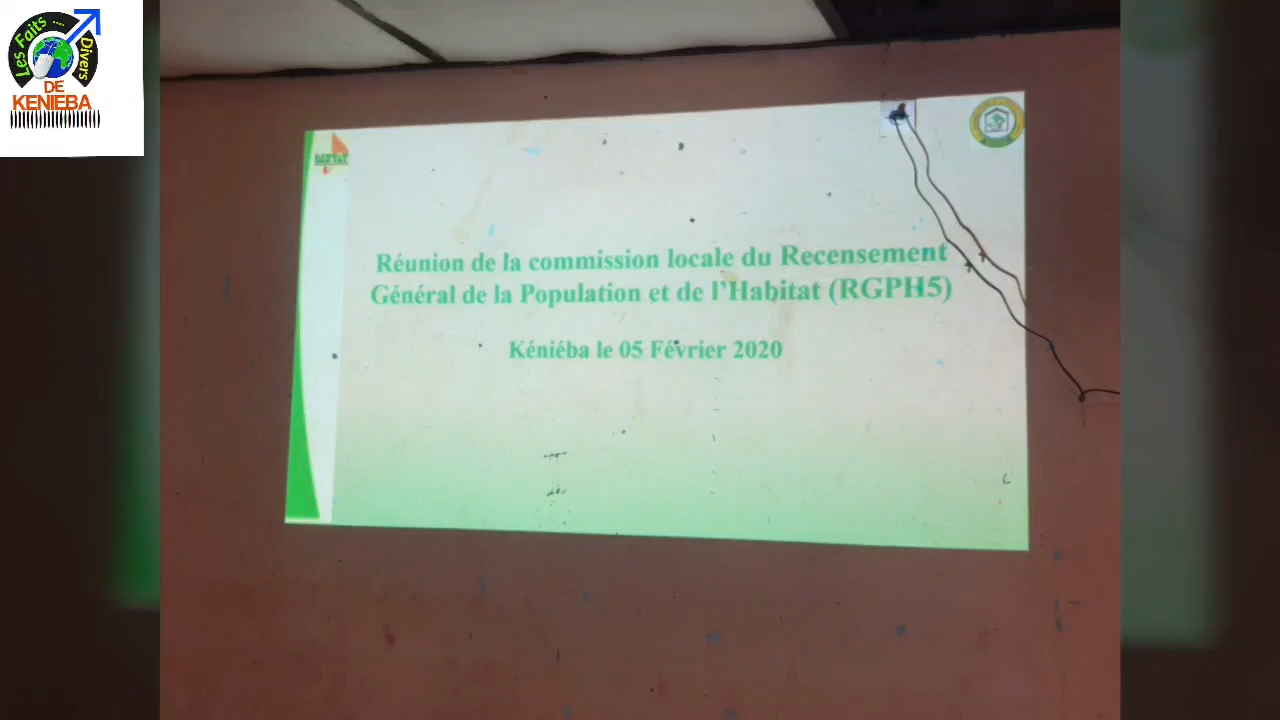 Les Faits .... Divers
DE
KENIEBA
Réunion de la commission locale du Recensement
Général de la Population et de l'Habitat (RGPH5)
Kéniéba le 05 Février 2020